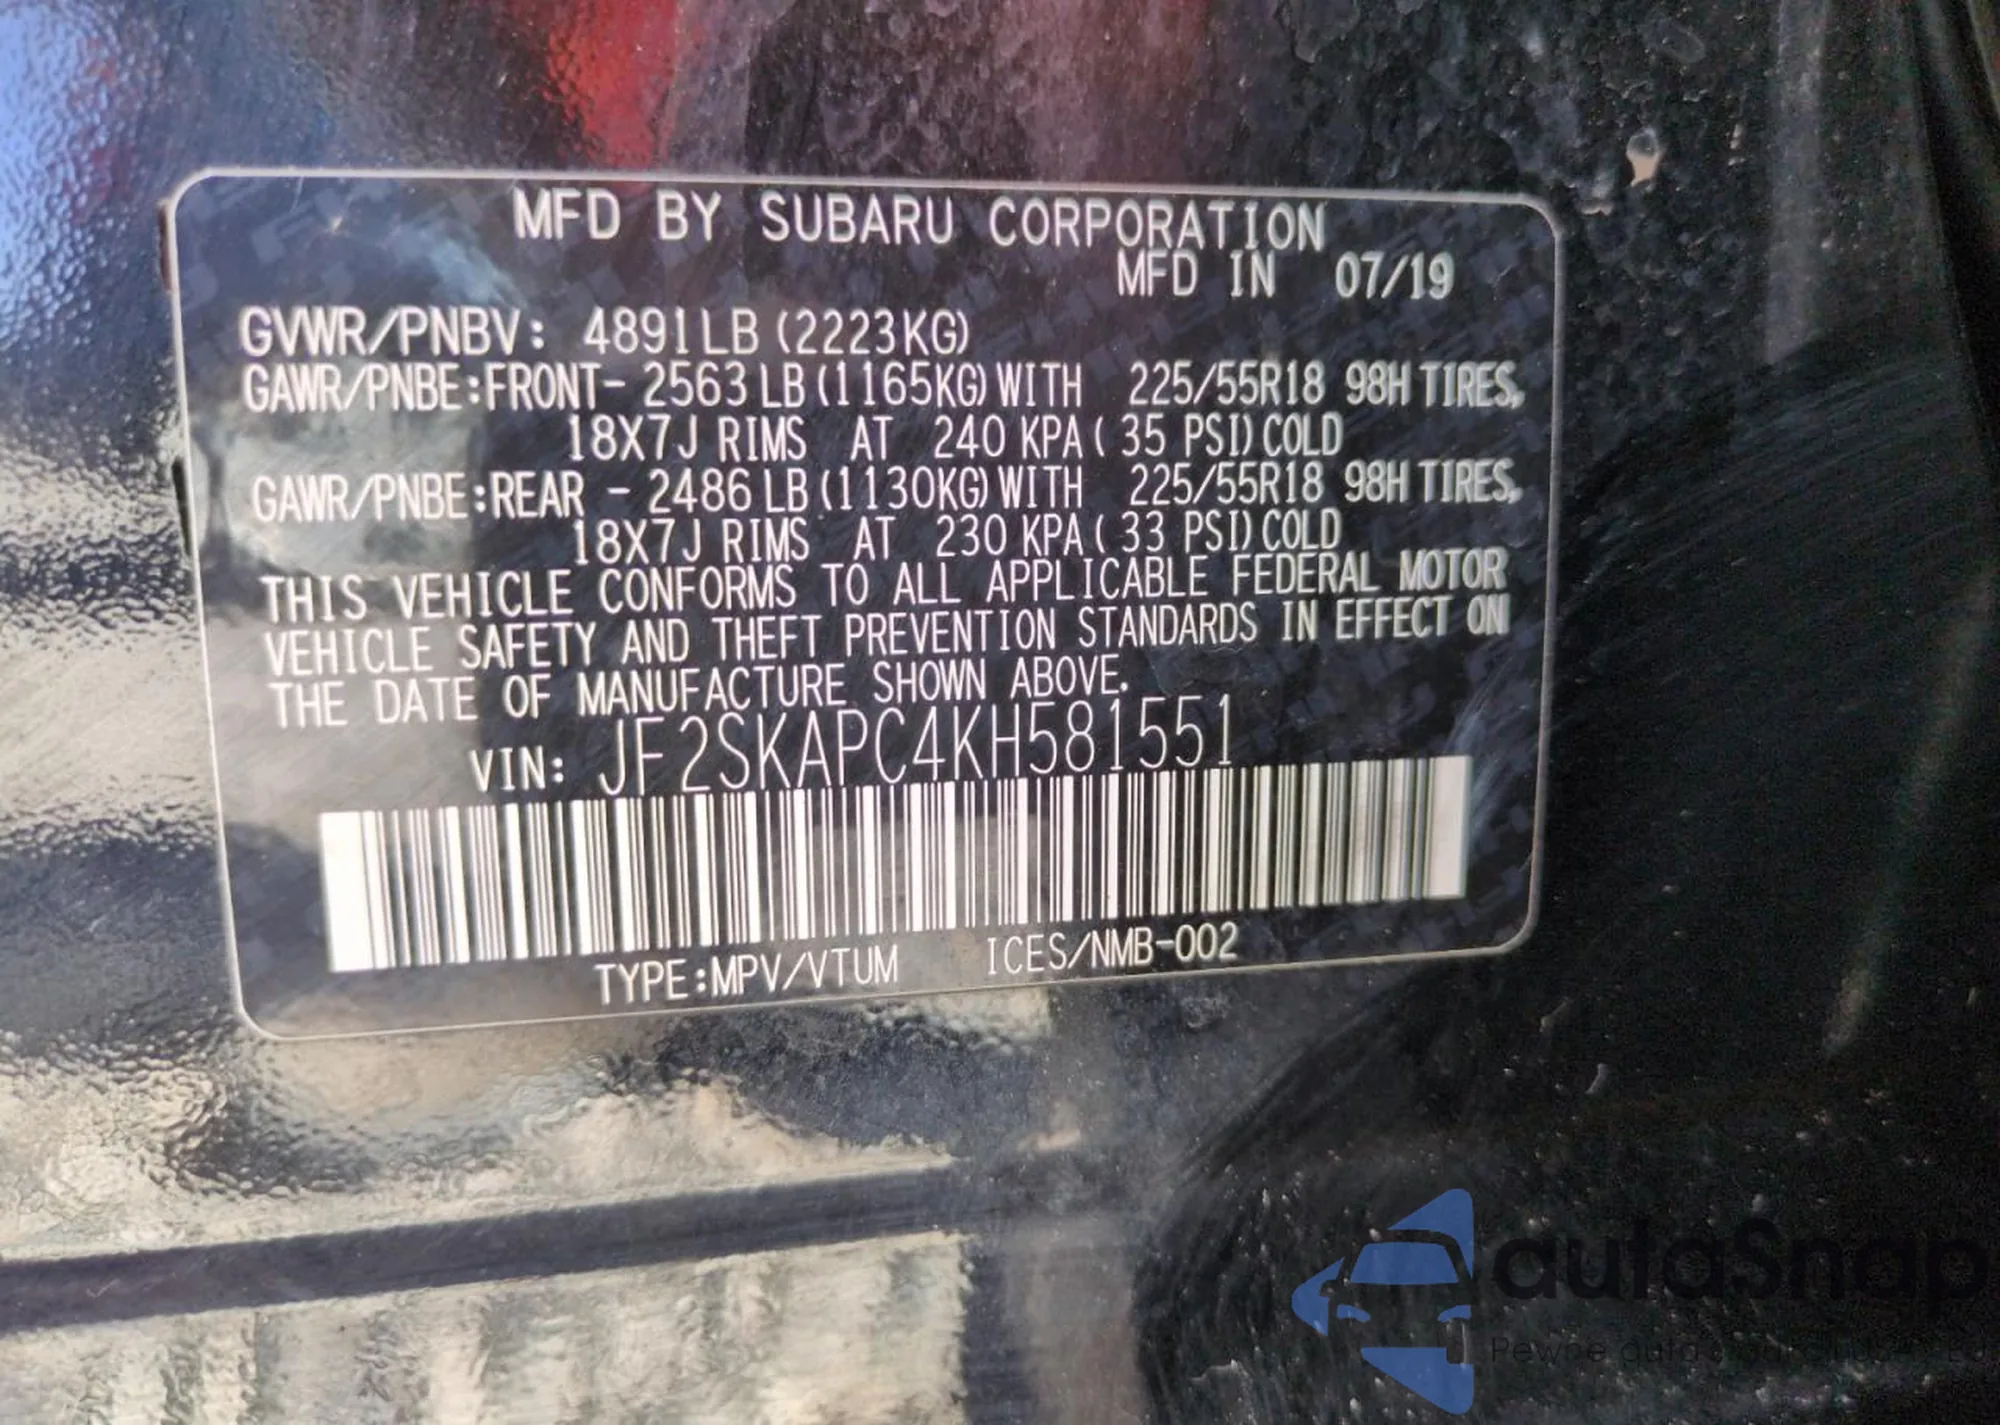 MFD BY SUBARU CORPORATION
MFD IN 07/19
GVWR/PNBV: 4891LB (2223KG)
GAWR/PNBE:FRONT- 2563 LB (1165KG) WITH 225/55R18 98H TIRES,
18X7J RIMS AT 240 KPA ( 35 PSI) COLD
GAWR/PNBE:REAR - 2486 LB (1130KG) WITH 225/55R18 98H TIRES,
18X7J RIMS AT 230 KPA ( 33 PSI) COLD
THIS VEHICLE CONFORMS TO ALL APPLICABLE FEDERAL MOTOR
VEHICLE SAFETY AND THEFT PREVENTION STANDARDS IN EFFECT ON
THE DATE OF MANUFACTURE SHOWN ABOVE.
VIN: JF2SKAPC4KH581551
TYPE:MPV/VTUM ICES/NMB-002
autaSnap
Pewne auta